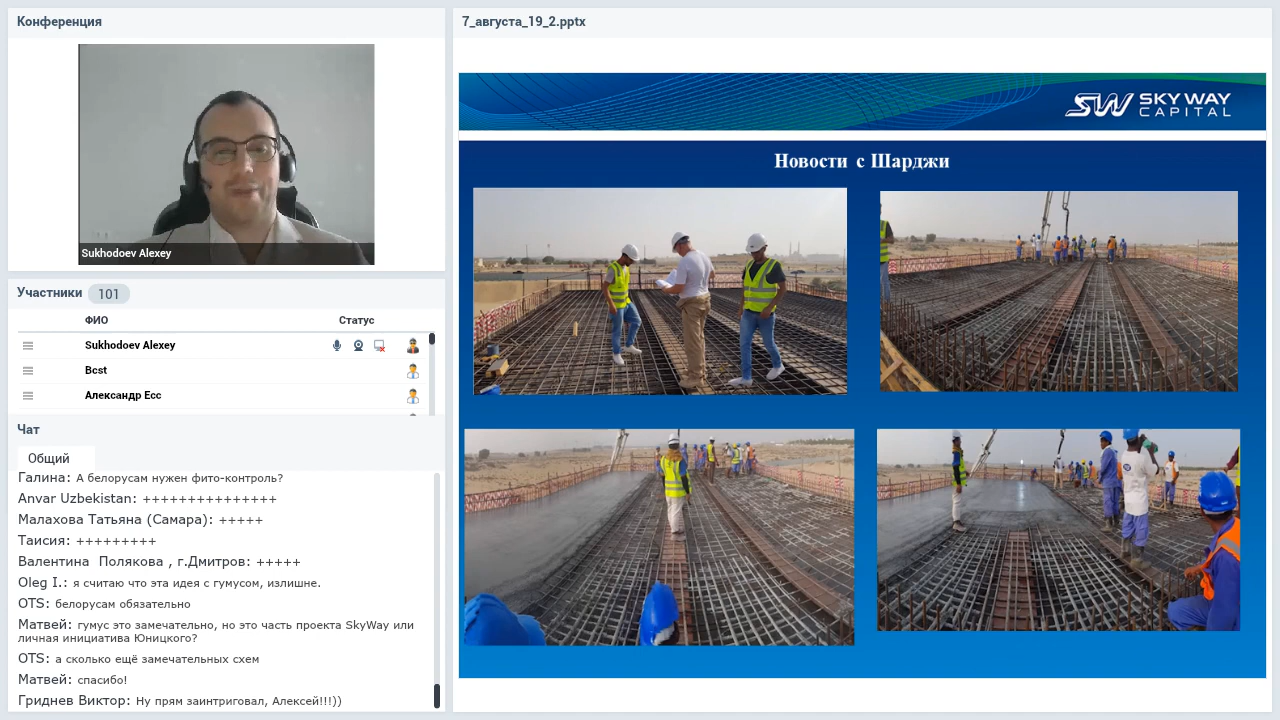 Конференция
Sukhodoev Alexey
Участники 101
ФИО Статус
Sukhodoev Alexey
Bcst
Александр Есс
Чат
Общий
Галина: А белорусам нужен фито-контроль?
Anvar Uzbekistan: +++++++++++++++
Малахова Татьяна (Самара): +++++
Таисия: +++++++++
Валентина Полякова , г.Дмитров: +++++
Oleg I.: я считаю что эта идея с гумусом, излишне.
OTS: белорусам обязательно
Матвей: гумус это замечательно, но это часть проекта SkyWay или
личная инициатива Юницкого?
OTS: а сколько ещё замечательных схем
Матвей: спасибо!
Гриднев Виктор: Ну прям заинтриговал, Алексей!!!))
7_августа_19_2.pptx
SW SKY WAY
CAPITAL
Новости с Шарджи